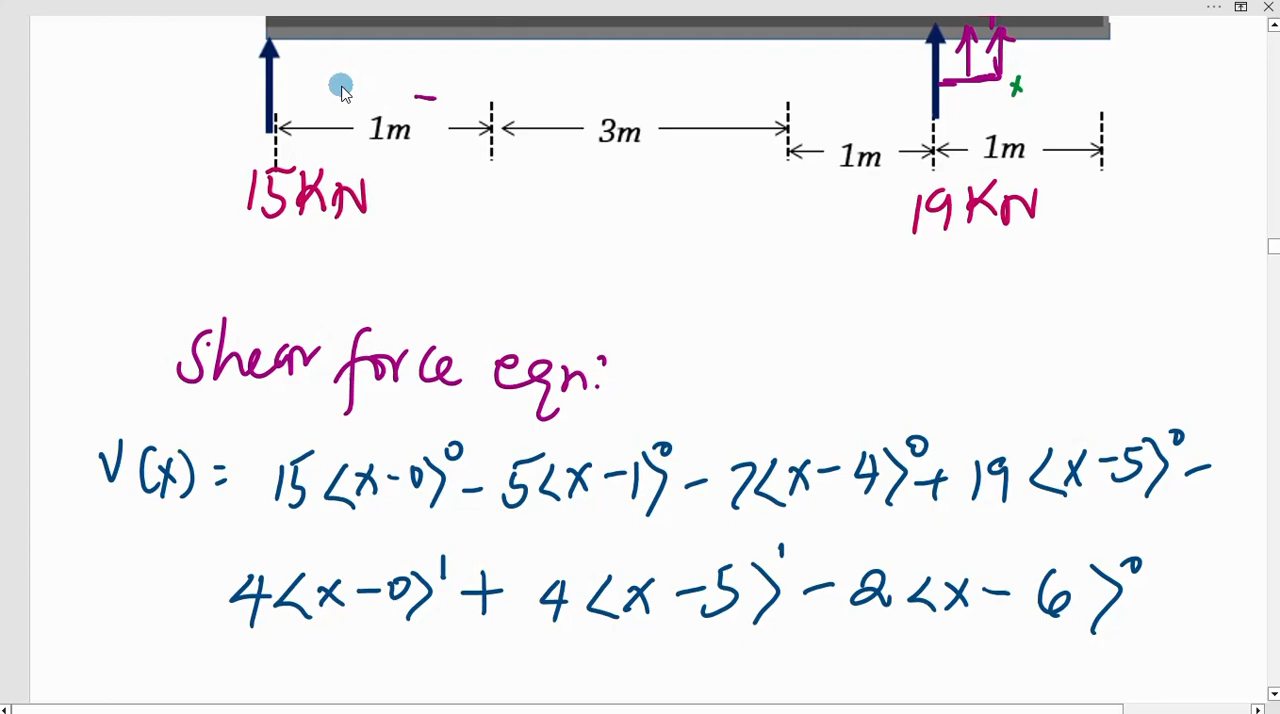 1m 3m 1m 1m
15KN 19KN
Shear force eqn:
V(x) = 15<x-0>⁰ - 5<x-1>⁰ - 7<x-4>⁰ + 19<x-5>⁰ -
4<x-0>¹ + 4<x-5>¹ - 2<x-6>⁰